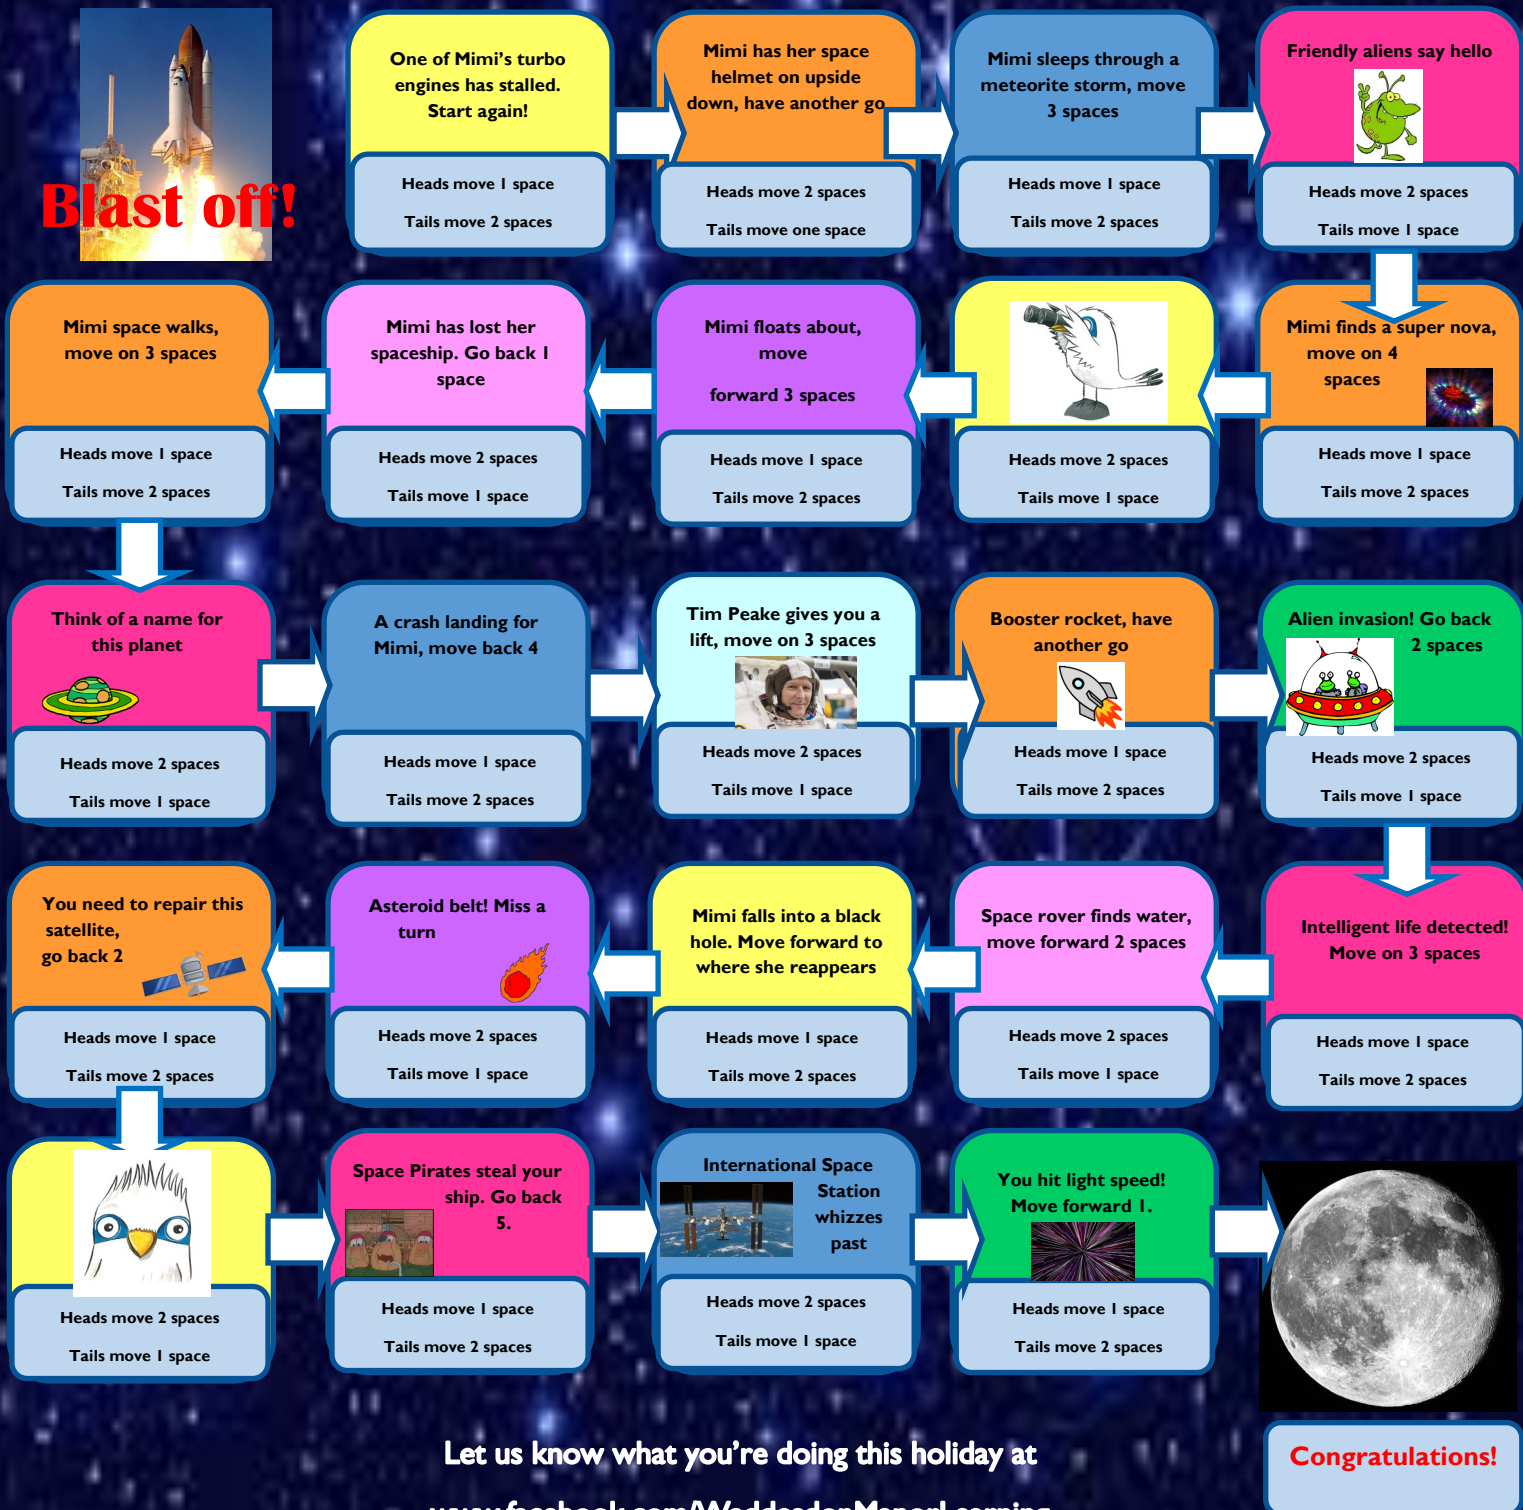 Blast off!
One of Mimi's turbo
engines has stalled.
Start again!
Heads move 1 space
Tails move 2 spaces
Mimi has her space
helmet on upside
down, have another go
Heads move 2 spaces
Tails move one space
Mimi sleeps through a
meteorite storm, move
3 spaces
Heads move 1 space
Tails move 2 spaces
Friendly aliens say hello
Heads move 2 spaces
Tails move 1 space
Mimi finds a super nova,
move on 4
spaces
Heads move 1 space
Tails move 2 spaces
Heads move 2 spaces
Tails move 1 space
Mimi floats about,
move
forward 3 spaces
Heads move 1 space
Tails move 2 spaces
Mimi has lost her
spaceship. Go back 1
space
Heads move 2 spaces
Tails move 1 space
Mimi space walks,
move on 3 spaces
Heads move 1 space
Tails move 2 spaces
Think of a name for
this planet
Heads move 2 spaces
Tails move 1 space
A crash landing for
Mimi, move back 4
Heads move 1 space
Tails move 2 spaces
Tim Peake gives you a
lift, move on 3 spaces
Heads move 2 spaces
Tails move 1 space
Booster rocket, have
another go
Heads move 1 space
Tails move 2 spaces
Alien invasion! Go back
2 spaces
Heads move 2 spaces
Tails move 1 space
Intelligent life detected!
Move on 3 spaces
Heads move 1 space
Tails move 2 spaces
Space rover finds water,
move forward 2 spaces
Heads move 2 spaces
Tails move 1 space
Mimi falls into a black
hole. Move forward to
where she reappears
Heads move 1 space
Tails move 2 spaces
Asteroid belt! Miss a
turn
Heads move 2 spaces
Tails move 1 space
You need to repair this
satellite,
go back 2
Heads move 1 space
Tails move 2 spaces
Heads move 2 spaces
Tails move 1 space
Space Pirates steal your
ship. Go back
5.
Heads move 1 space
Tails move 2 spaces
International Space
Station
whizzes
past
Heads move 2 spaces
Tails move 1 space
You hit light speed!
Move forward 1.
Heads move 1 space
Tails move 2 spaces
Congratulations!
Let us know what you're doing this holiday at
www.facebook.com/WaddesdonManorLearning